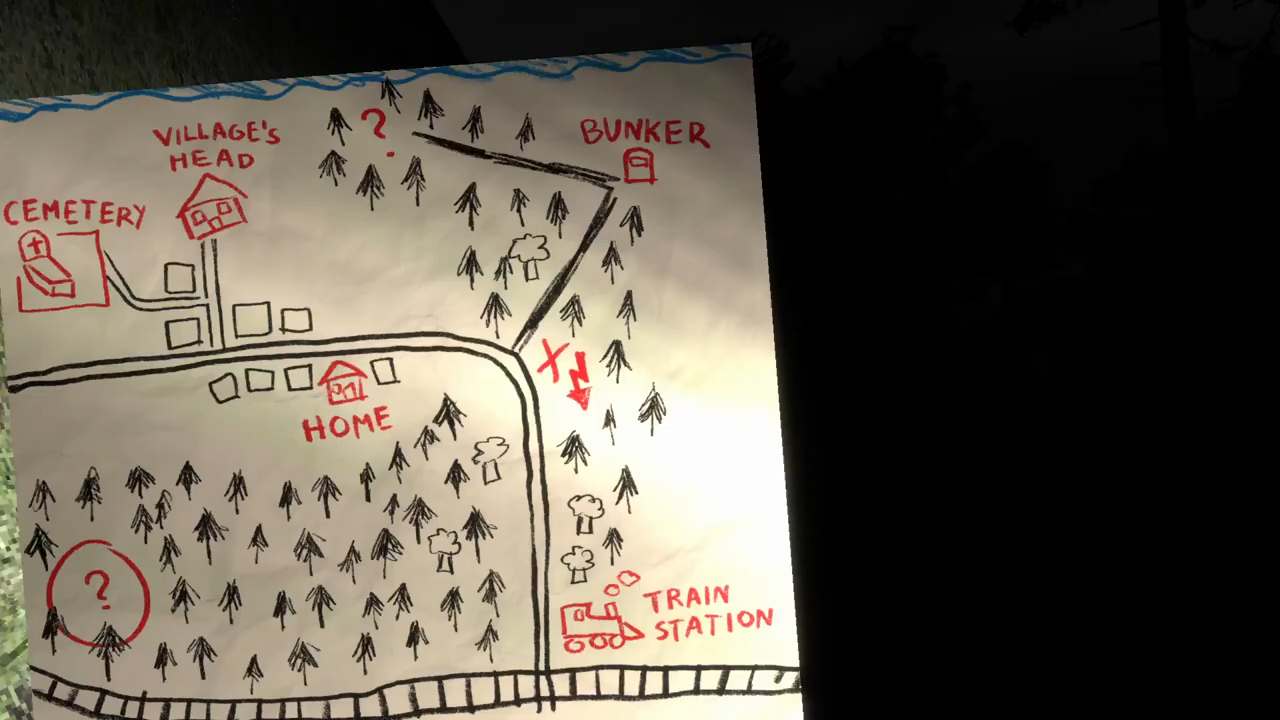 VILLAGE'S
HEAD
?
BUNKER
CEMETERY
X
HOME
?
TRAIN
STATION